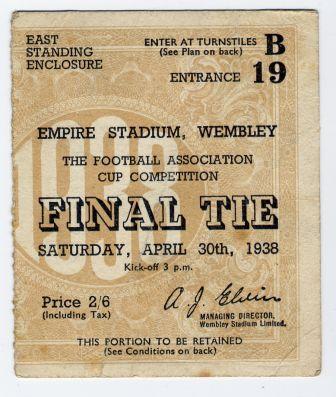 EAST
STANDING
ENCLOSURE
ENTER AT TURNSTILES B
(See Plan on back)
ENTRANCE 19
EMPIRE STADIUM, WEMBLEY
THE FOOTBALL ASSOCIATION
CUP COMPETITION
1938
FINAL TIE
SATURDAY, APRIL 30th, 1938
Kick-off 3 p.m.
Price 2/6
(Including Tax)
A. J. Elvin
MANAGING DIRECTOR,
Wembley Stadium Limited.
THIS PORTION TO BE RETAINED
(See Conditions on back)